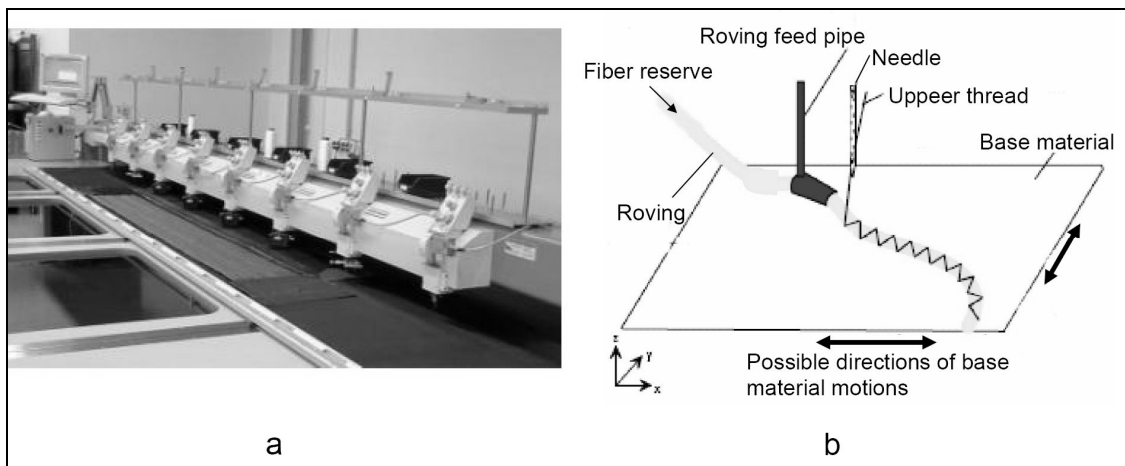 Roving feed pipe
Needle
Fiber reserve
Uppeer thread
Base material
Roving
z
Y
x
Possible directions of base
material motions
a
b